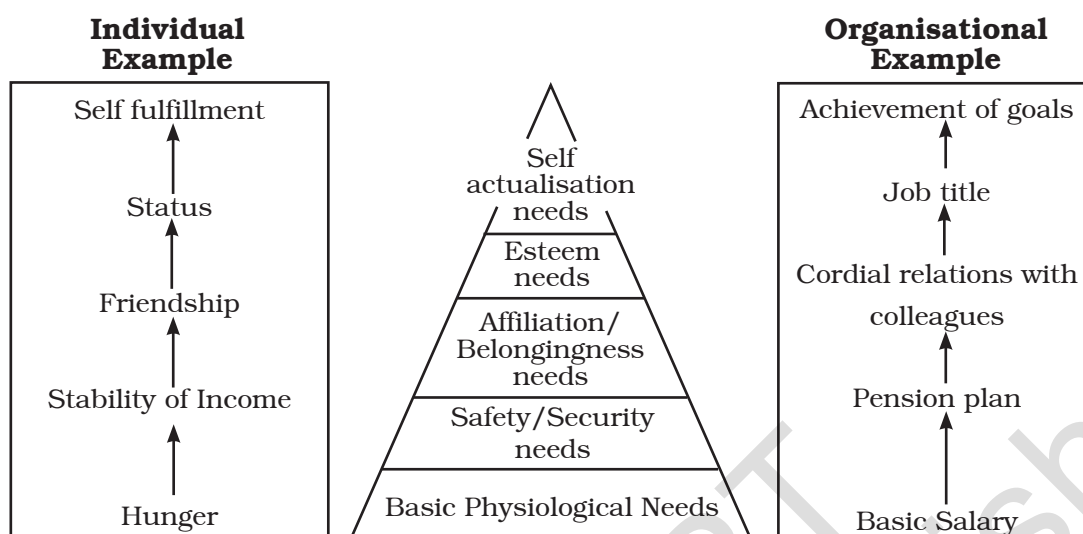 Individual
Example
Self fulfillment
Status
Friendship
Stability of Income
Hunger
Self
actualisation
needs
Esteem
needs
Affiliation/
Belongingness
needs
Safety/Security
needs
Basic Physiological Needs
Organisational
Example
Achievement of goals
Job title
Cordial relations with
colleagues
Pension plan
Basic Salary